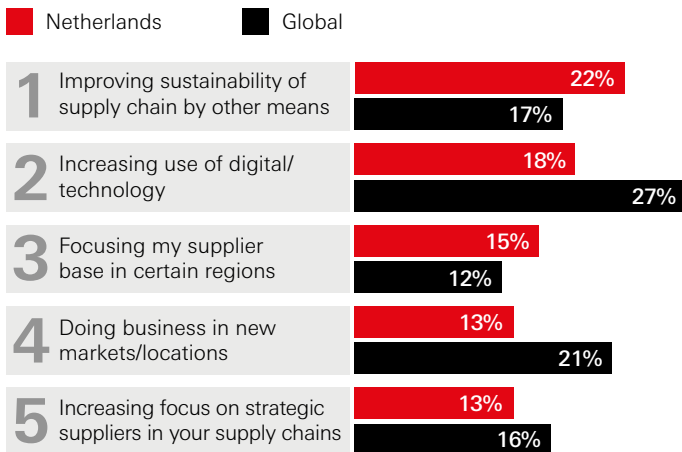 Netherlands
Global
1
Improving sustainability of
supply chain by other means
22%
17%
2
Increasing use of digital/
technology
18%
27%
3
Focusing my supplier
base in certain regions
15%
12%
4
Doing business in new
markets/locations
13%
21%
5
Increasing focus on strategic
suppliers in your supply chains
13%
16%